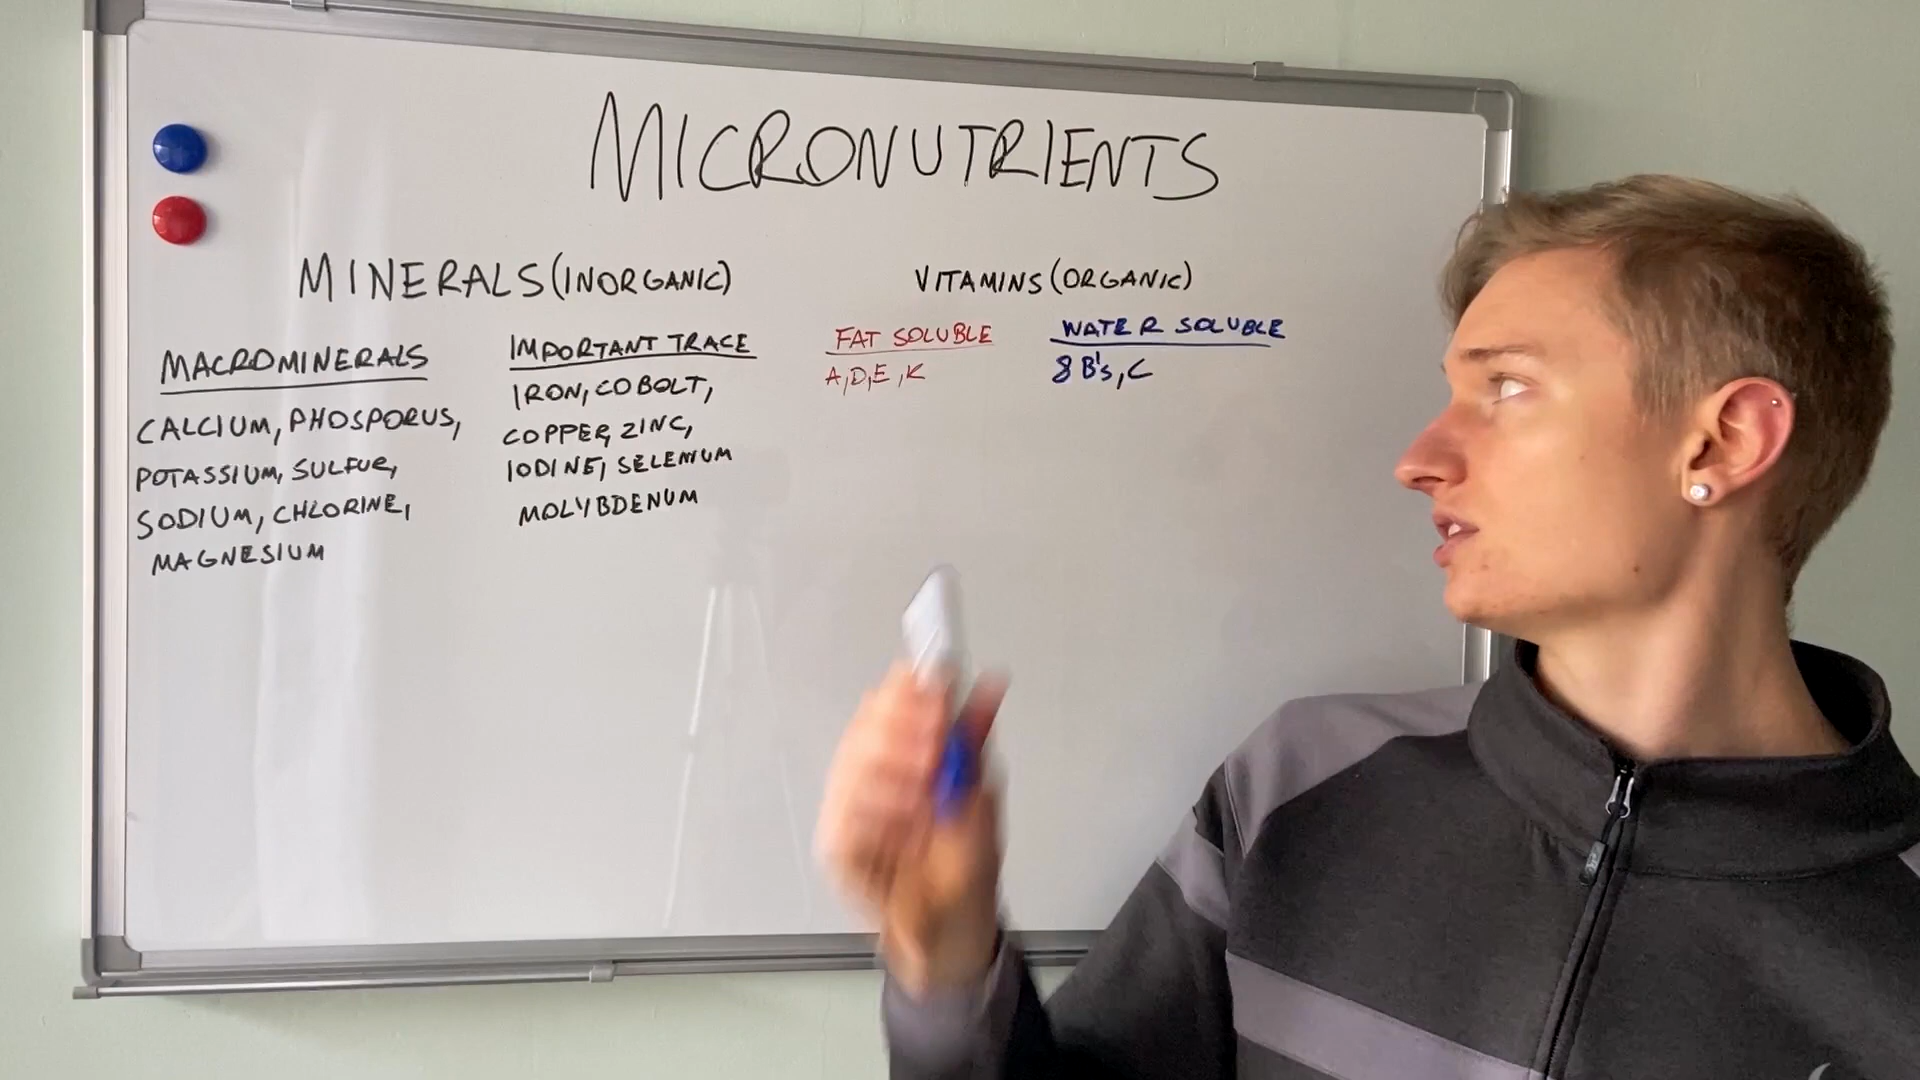 MICRONUTRIENTS
MINERALS (INORGANIC)
MACROMINERALS
CALCIUM, PHOSPORUS,
POTASSIUM, SULFUR,
SODIUM, CHLORINE,
MAGNESIUM
IMPORTANT TRACE
IRON, COBOLT,
COPPER, ZINC,
IODINE, SELENIUM
MOLYBDENUM
VITAMINS (ORGANIC)
FAT SOLUBLE
A, D, E, K
WATER SOLUBLE
8 B's, C